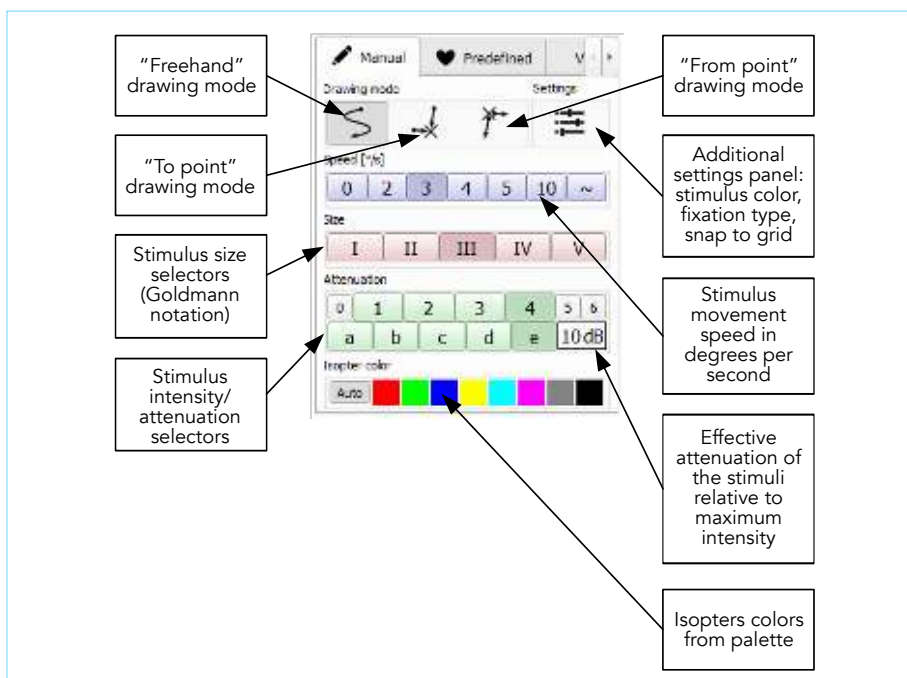 “Freehand”
drawing mode
“To point”
drawing mode
Stimulus size
selectors
(Goldmann
notation)
Stimulus
intensity/
attenuation
selectors
Manual Predefined V
Drawing mode Settings
Speed [°/s]
0 2 3 4 5 10 ~
Size
I II III IV V
Attenuation
0 1 2 3 4 5 6
a b c d e 10 dB
Isopter color
Auto
“From point”
drawing mode
Additional
settings panel:
stimulus color,
fixation type,
snap to grid
Stimulus
movement
speed in
degrees per
second
Effective
attenuation of
the stimuli
relative to
maximum
intensity
Isopters colors
from palette